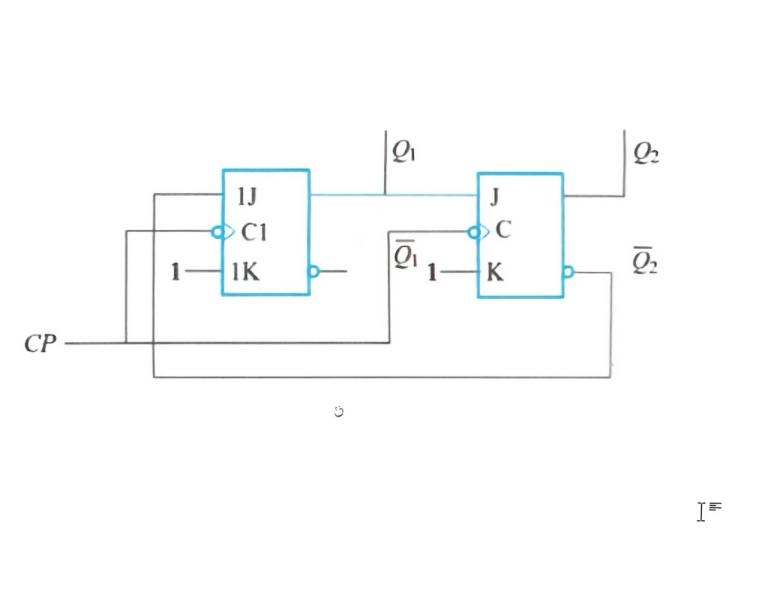 Q₁ Q₂
1J J
C1 C
Q̅₁ Q̅₂
1 1K 1 K
CP